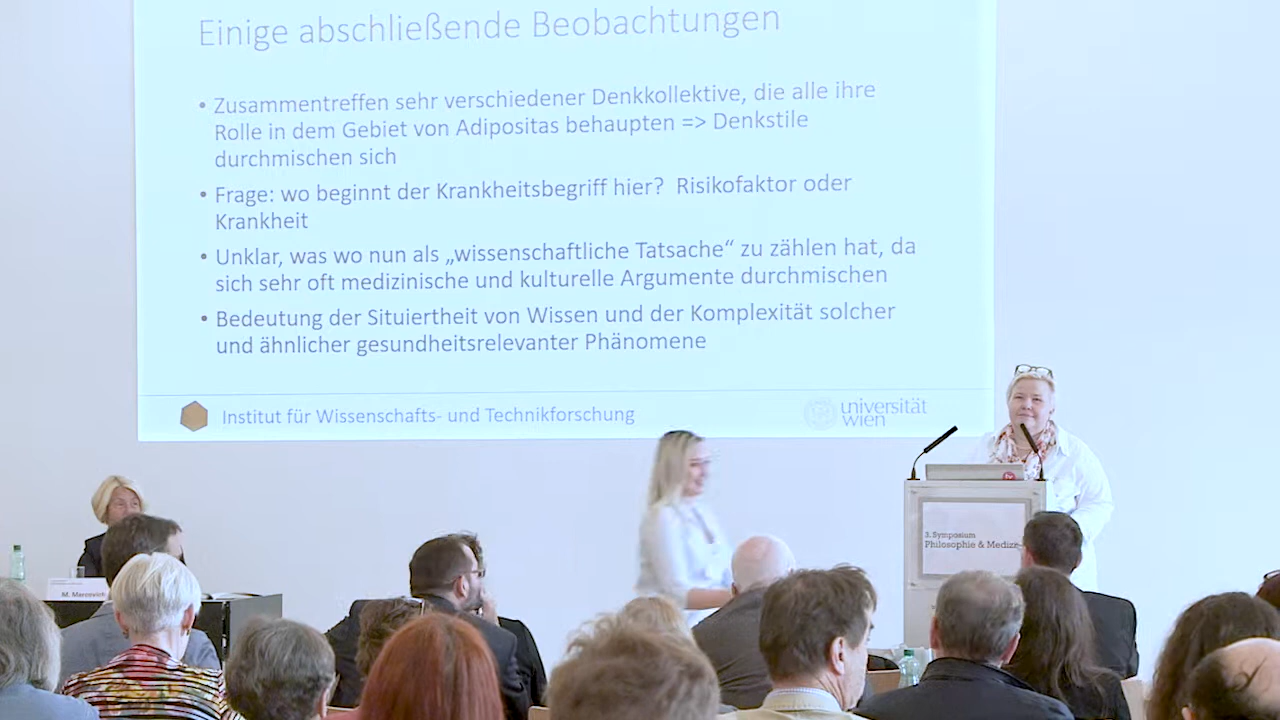 Einige abschließende Beobachtungen
• Zusammentreffen sehr verschiedener Denkkollektive, die alle ihre
Rolle in dem Gebiet von Adipositas behaupten => Denkstile
durchmischen sich
• Frage: wo beginnt der Krankheitsbegriff hier? Risikofaktor oder
Krankheit
• Unklar, was wo nun als „wissenschaftliche Tatsache“ zu zählen hat, da
sich sehr oft medizinische und kulturelle Argumente durchmischen
• Bedeutung der Situiertheit von Wissen und der Komplexität solcher
und ähnlicher gesundheitsrelevanter Phänomene
Institut für Wissenschafts- und Technikforschung
universität
wien
3. Symposium
Philosophie & Medizin
M. Marcovich